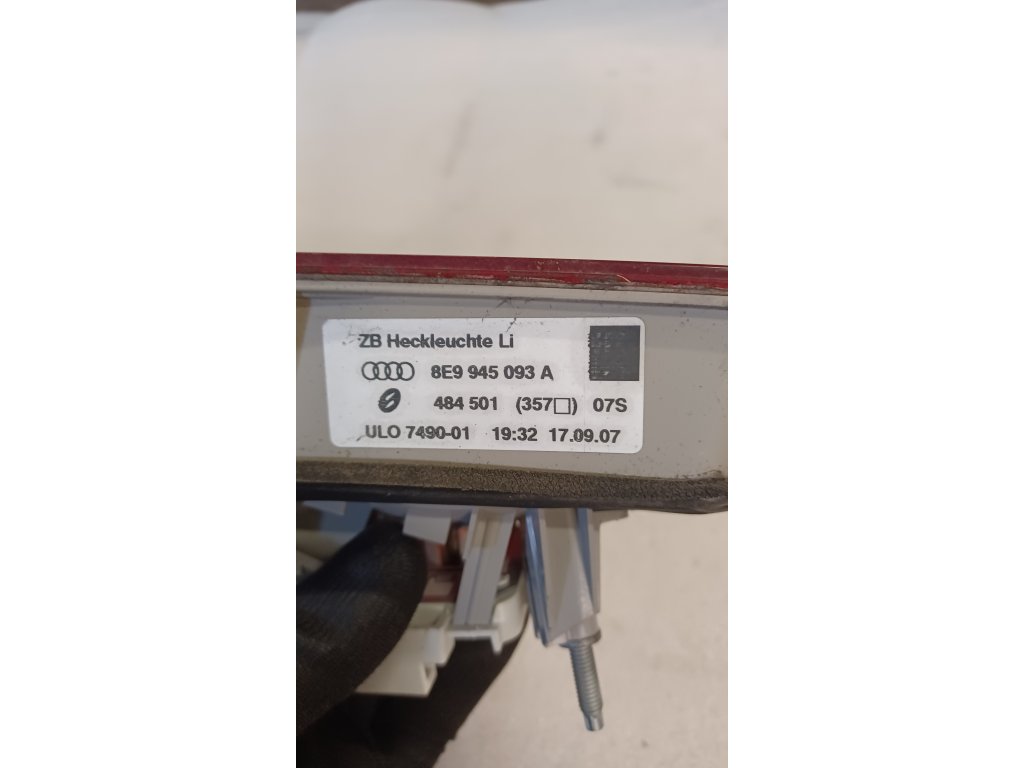 ZB Heckleuchte Li
8E9 945 093 A
484 501 (357□) 07S
ULO 7490-01 19:32 17.09.07